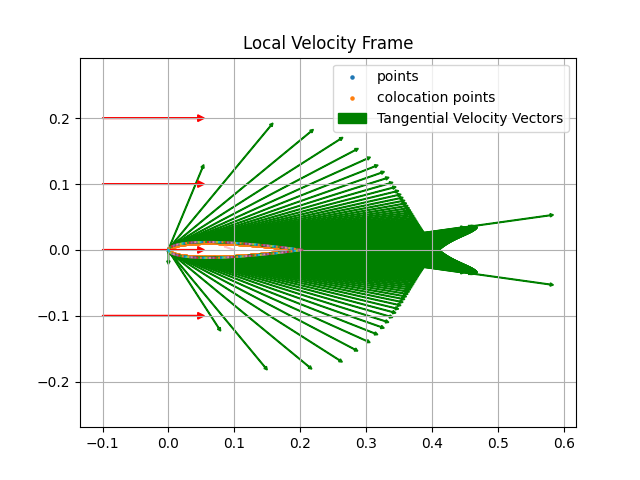 Local Velocity Frame
points
colocation points
Tangential Velocity Vectors
0.2
0.1
0.0
−0.1
−0.2
−0.1 0.0 0.1 0.2 0.3 0.4 0.5 0.6